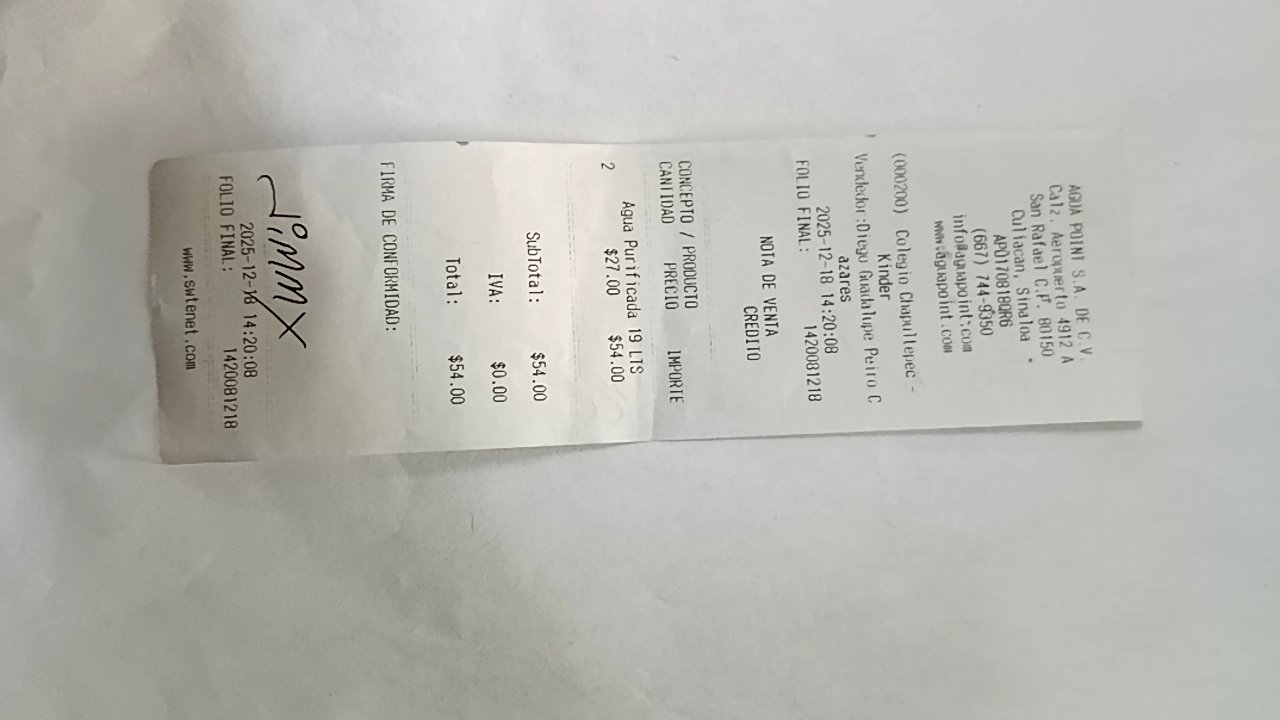 AGUA POINT S.A. DE C.V.
Calz. Aeropuerto 4912 A
San Rafael C.P. 80150
Culiacan, Sinaloa
APO170818QR6
(667) 744-9350
info@aguapoint.com
www.aguapoint.com
(000200) Colegio Chapultepec -
Kinder
Vendedor:Diego Guadalupe Peiro C
azares
2025-12-18 14:20:08
FOLIO FINAL: 1420081218
NOTA DE VENTA
CREDITO
CONCEPTO / PRODUCTO
CANTIDAD PRECIO IMPORTE
Agua Purificada 19 LTS
2 $27.00 $54.00
SubTotal: $54.00
IVA: $0.00
Total: $54.00
FIRMA DE CONFORMIDAD:
2025-12-18 14:20:08
FOLIO FINAL: 1420081218
www.swtenet.com